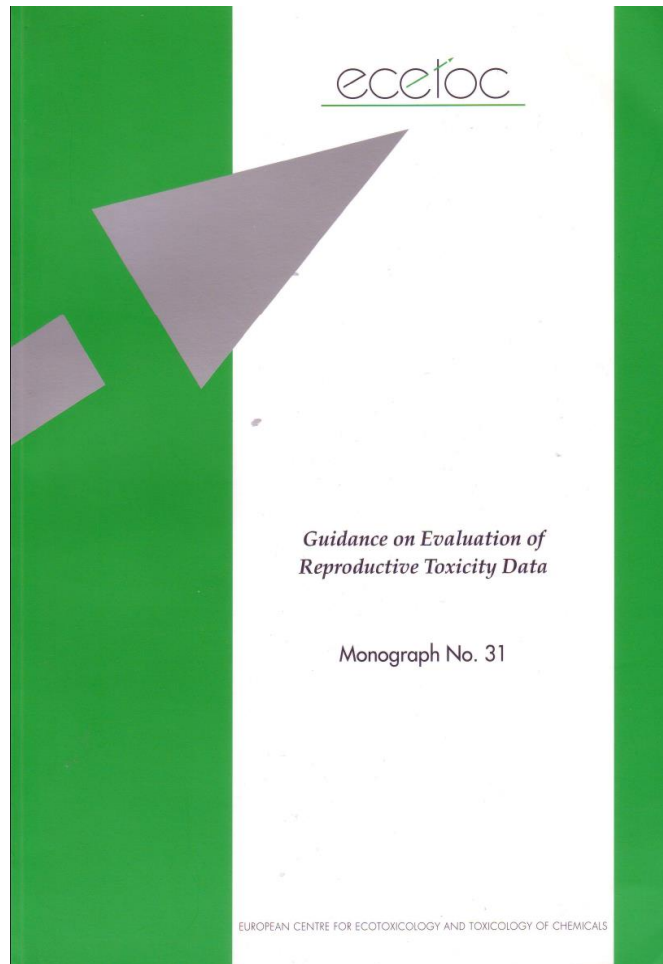 ecetoc
Guidance on Evaluation of
Reproductive Toxicity Data
Monograph No. 31
EUROPEAN CENTRE FOR ECOTOXICOLOGY AND TOXICOLOGY OF CHEMICALS